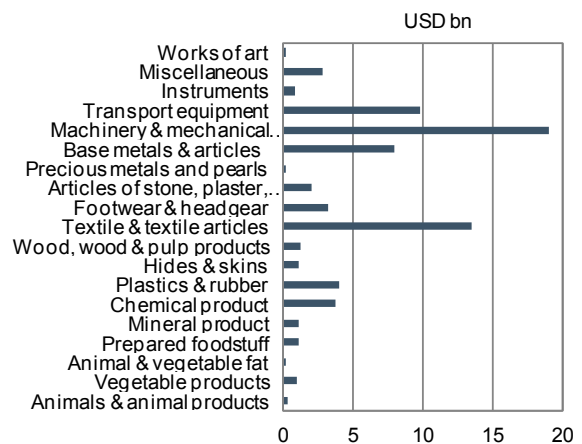 USD bn
Works of art
Miscellaneous
Instruments
Transport equipment
Machinery & mechanical..
Base metals & articles
Precious metals and pearls
Articles of stone, plaster,..
Footwear & headgear
Textile & textile articles
Wood, wood & pulp products
Hides & skins
Plastics & rubber
Chemical product
Mineral product
Prepared foodstuff
Animal & vegetable fat
Vegetable products
Animals & animal products
0 5 10 15 20